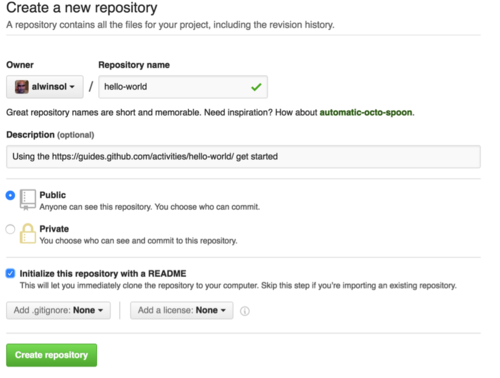 Create a new repository
A repository contains all the files for your project, including the revision history.
Owner
Repository name
alwinsol
/
hello-world
Great repository names are short and memorable. Need inspiration? How about automatic-octo-spoon.
Description (optional)
Using the https://guides.github.com/activities/hello-world/ get started
Public
Anyone can see this repository. You choose who can commit.
Private
You choose who can see and commit to this repository.
Initialize this repository with a README
This will let you immediately clone the repository to your computer. Skip this step if you're importing an existing repository.
Add .gitignore: None
Add a license: None
Create repository